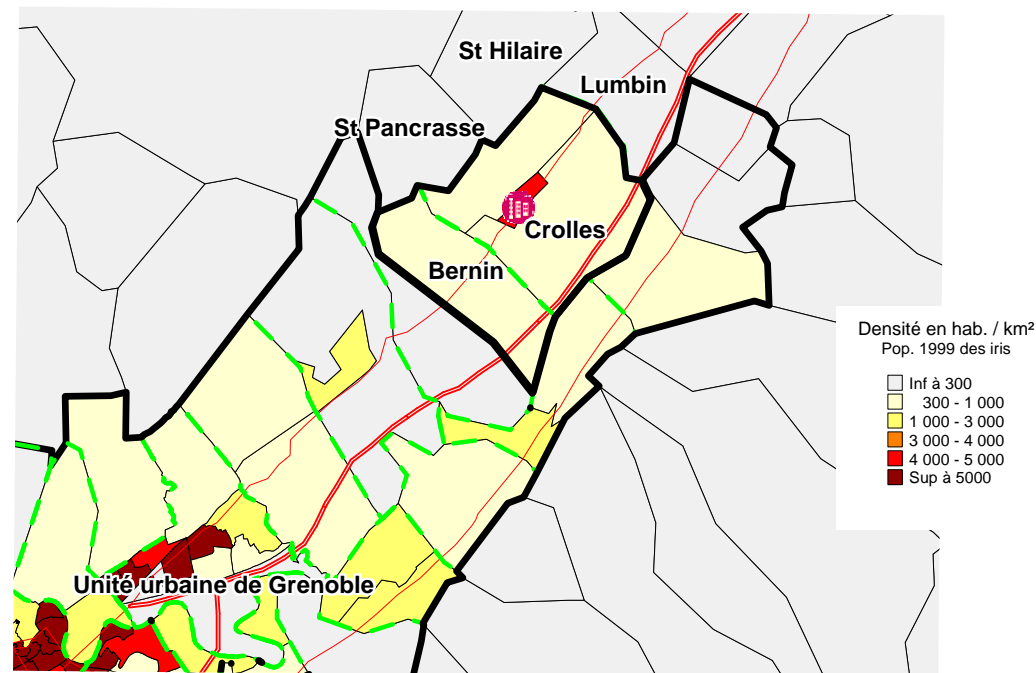 St Hilaire
Lumbin
St Pancrasse
Crolles
Bernin
Densité en hab. / km²
Pop. 1999 des iris
Inf à 300
300 - 1 000
1 000 - 3 000
3 000 - 4 000
4 000 - 5 000
Sup à 5000
Unité urbaine de Grenoble